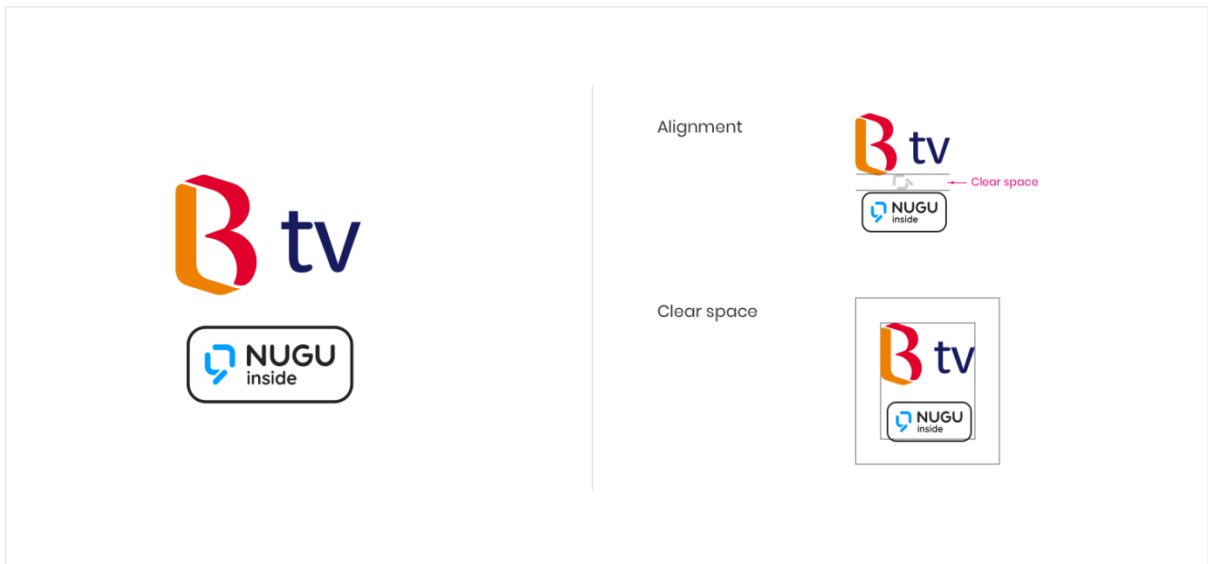 B tv
NUGU
inside
Alignment
B tv
Clear space
NUGU
inside
Clear space
B tv
NUGU
inside